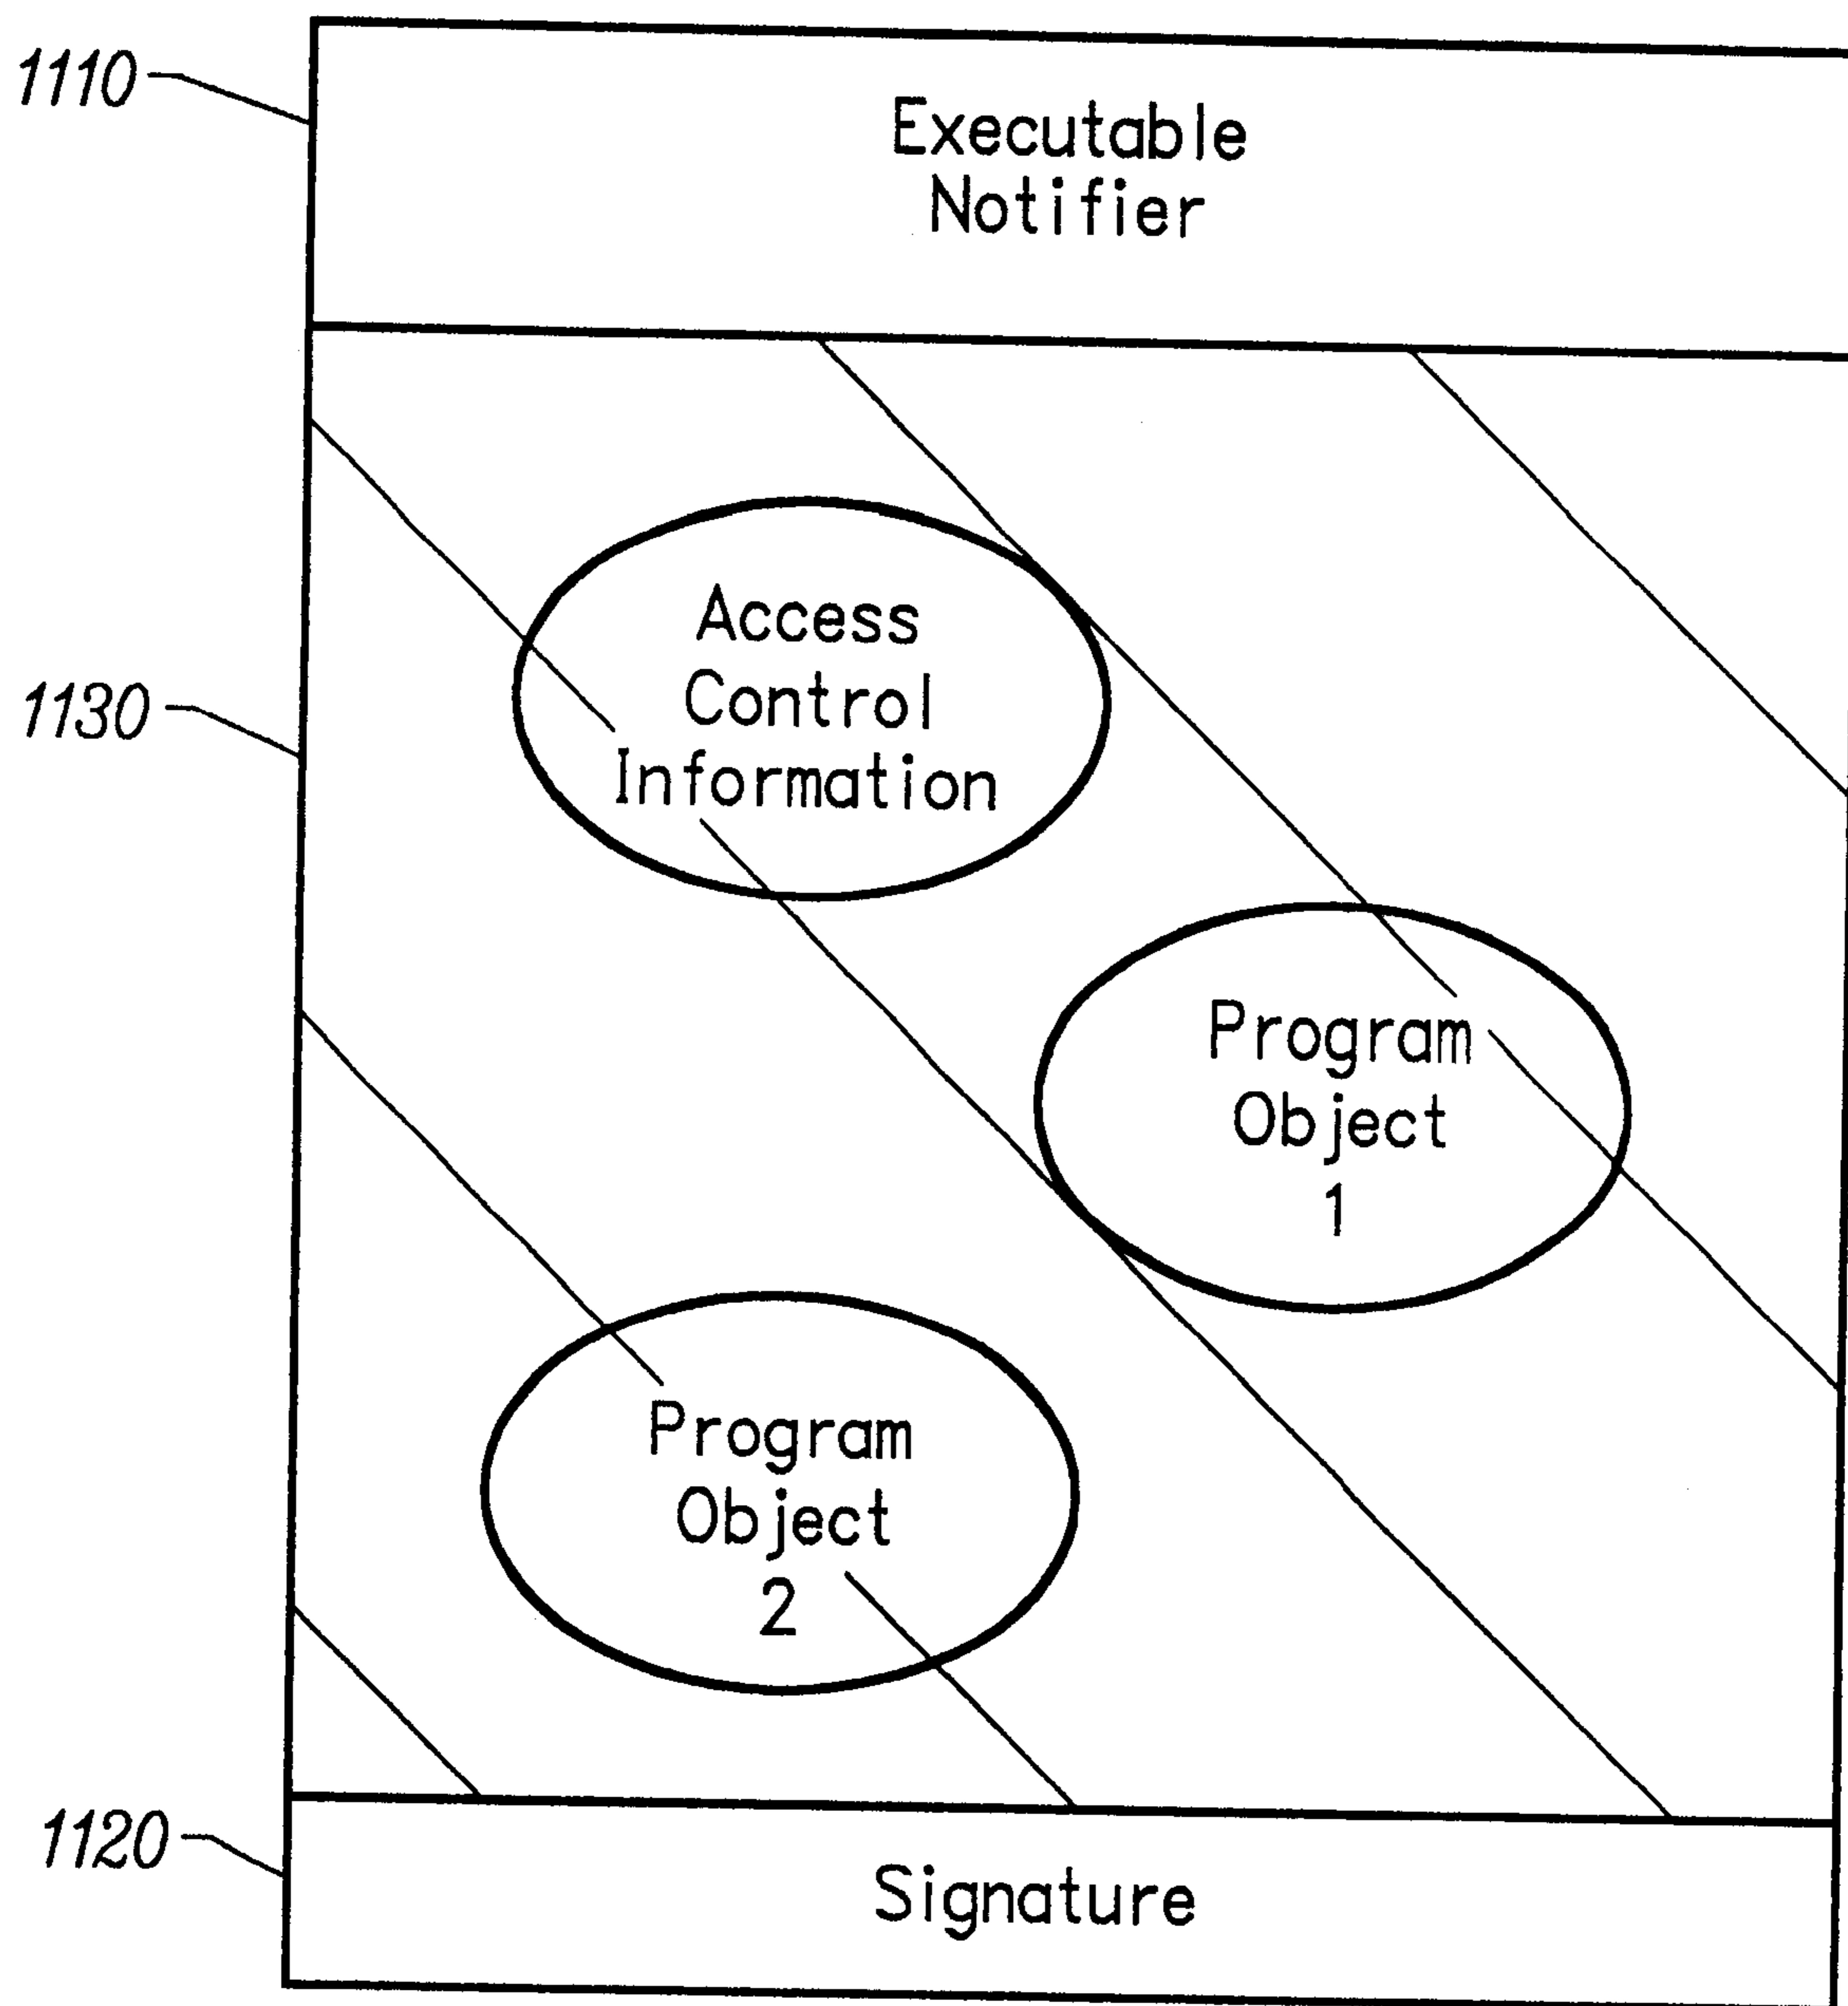 1110
Executable
Notifier
Access
Control
Information
1130
Program
Object
1
Program
Object
2
1120
Signature